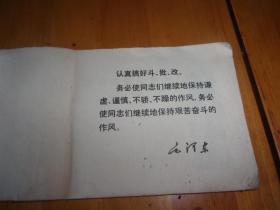 认真搞好斗、批、改。
务必使同志们继续地保持谦
虚、谨慎、不骄、不躁的作风，务必
使同志们继续地保持艰苦奋斗的
作风。
毛泽东